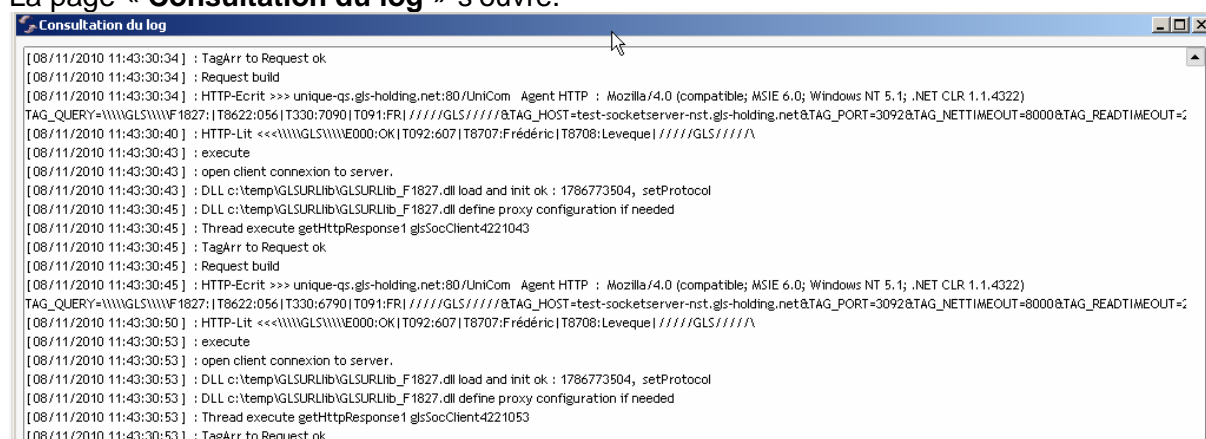 La page « Consultation du log » s'ouvre.
Consultation du log
[08/11/2010 11:43:30:34] : TagArr to Request ok
[08/11/2010 11:43:30:34] : Request build
[08/11/2010 11:43:30:34] : HTTP-Ecrit >>> unique-qs.gls-holding.net:80/UniCom Agent HTTP : Mozilla/4.0 (compatible; MSIE 6.0; Windows NT 5.1; .NET CLR 1.1.4322)
TAG_QUERY=\\\\\GLS\\\\\F1827:|T8622:056|T330:7090|T091:FR|/////GLS/////&TAG_HOST=test-socketserver-nst.gls-holding.net&TAG_PORT=3092&TAG_NETTIMEOUT=8000&TAG_READTIMEOUT=2
[08/11/2010 11:43:30:40] : HTTP-Lit <<<\\\\\GLS\\\\\E000:OK|T092:607|T8707:Frédéric|T8708:Leveque|/////GLS/////\
[08/11/2010 11:43:30:43] : execute
[08/11/2010 11:43:30:43] : open client connexion to server.
[08/11/2010 11:43:30:43] : DLL c:\temp\GLSURLlib\GLSURLlib_F1827.dll load and init ok : 1786773504, setProtocol
[08/11/2010 11:43:30:45] : DLL c:\temp\GLSURLlib\GLSURLlib_F1827.dll define proxy configuration if needed
[08/11/2010 11:43:30:45] : Thread execute getHttpResponse1 glsSocClient4221043
[08/11/2010 11:43:30:45] : TagArr to Request ok
[08/11/2010 11:43:30:45] : Request build
[08/11/2010 11:43:30:45] : HTTP-Ecrit >>> unique-qs.gls-holding.net:80/UniCom Agent HTTP : Mozilla/4.0 (compatible; MSIE 6.0; Windows NT 5.1; .NET CLR 1.1.4322)
TAG_QUERY=\\\\\GLS\\\\\F1827:|T8622:056|T330:6790|T091:FR|/////GLS/////&TAG_HOST=test-socketserver-nst.gls-holding.net&TAG_PORT=3092&TAG_NETTIMEOUT=8000&TAG_READTIMEOUT=2
[08/11/2010 11:43:30:50] : HTTP-Lit <<<\\\\\GLS\\\\\E000:OK|T092:607|T8707:Frédéric|T8708:Leveque|/////GLS/////\
[08/11/2010 11:43:30:53] : execute
[08/11/2010 11:43:30:53] : open client connexion to server.
[08/11/2010 11:43:30:53] : DLL c:\temp\GLSURLlib\GLSURLlib_F1827.dll load and init ok : 1786773504, setProtocol
[08/11/2010 11:43:30:53] : DLL c:\temp\GLSURLlib\GLSURLlib_F1827.dll define proxy configuration if needed
[08/11/2010 11:43:30:53] : Thread execute getHttpResponse1 glsSocClient4221053
[08/11/2010 11:43:30:53] : TagArr to Request ok